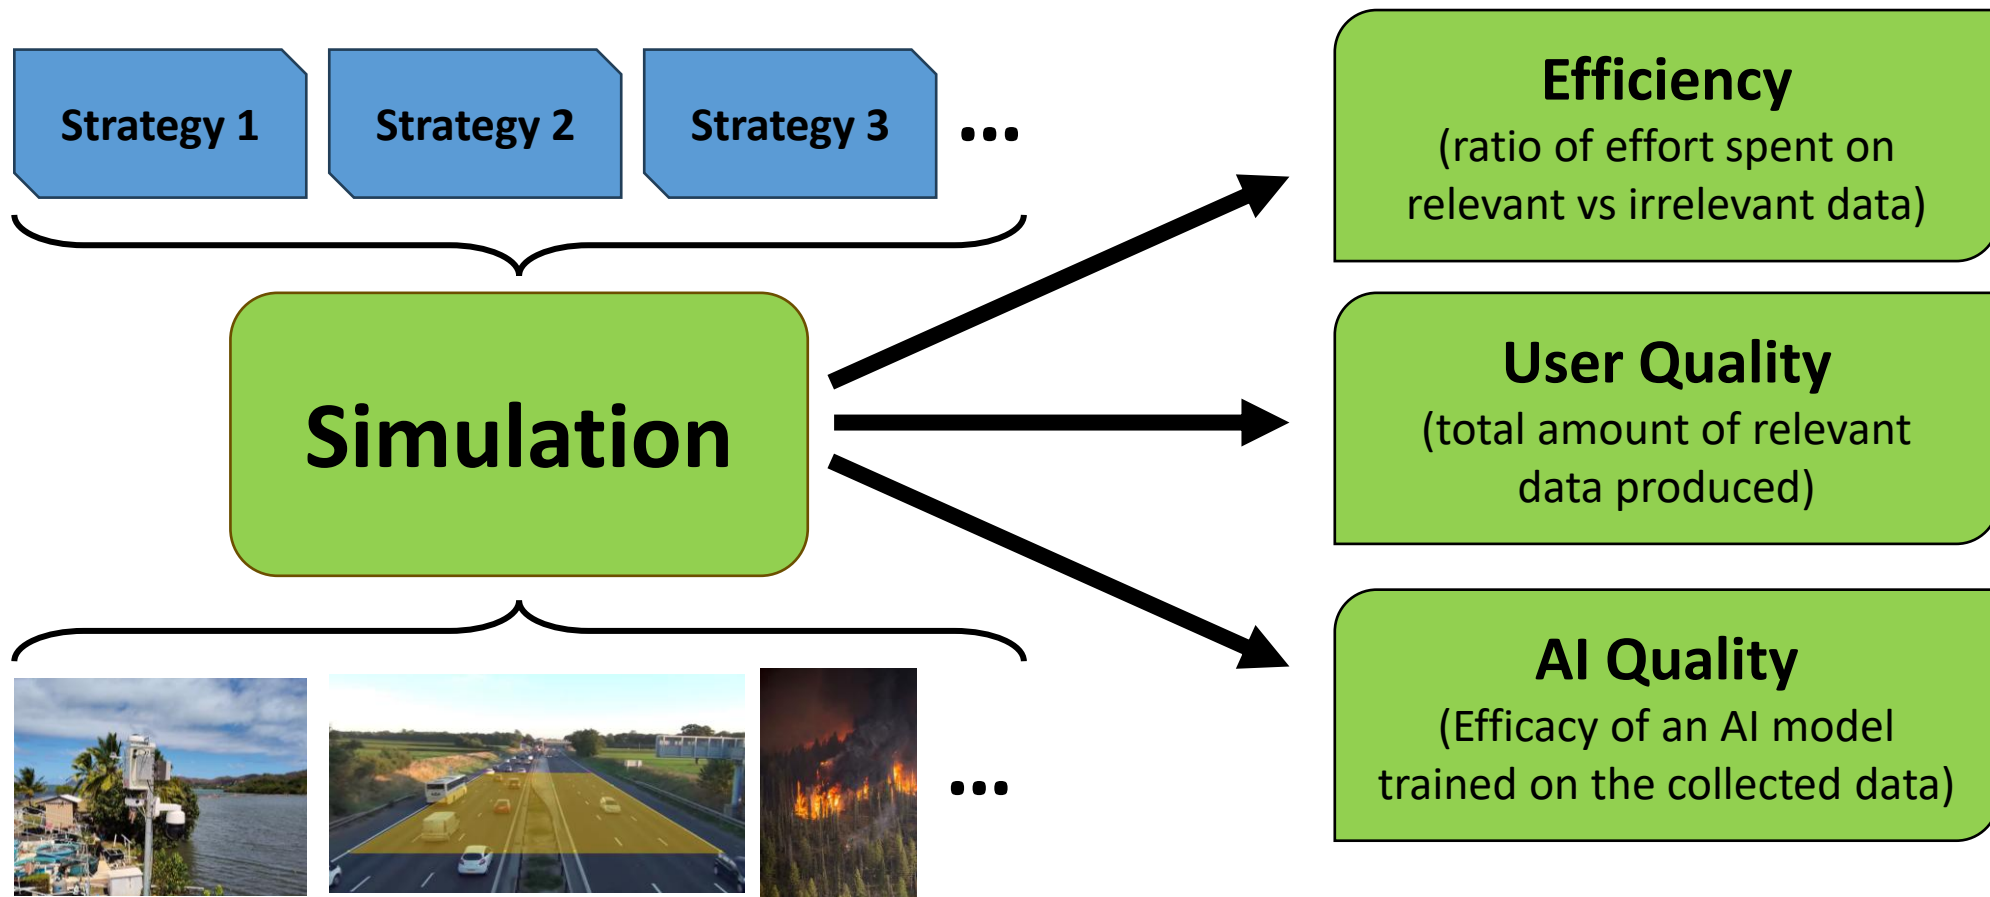 Strategy 1
Strategy 2
Strategy 3
...
Simulation
...
Efficiency
(ratio of effort spent on
relevant vs irrelevant data)
User Quality
(total amount of relevant
data produced)
AI Quality
(Efficacy of an AI model
trained on the collected data)